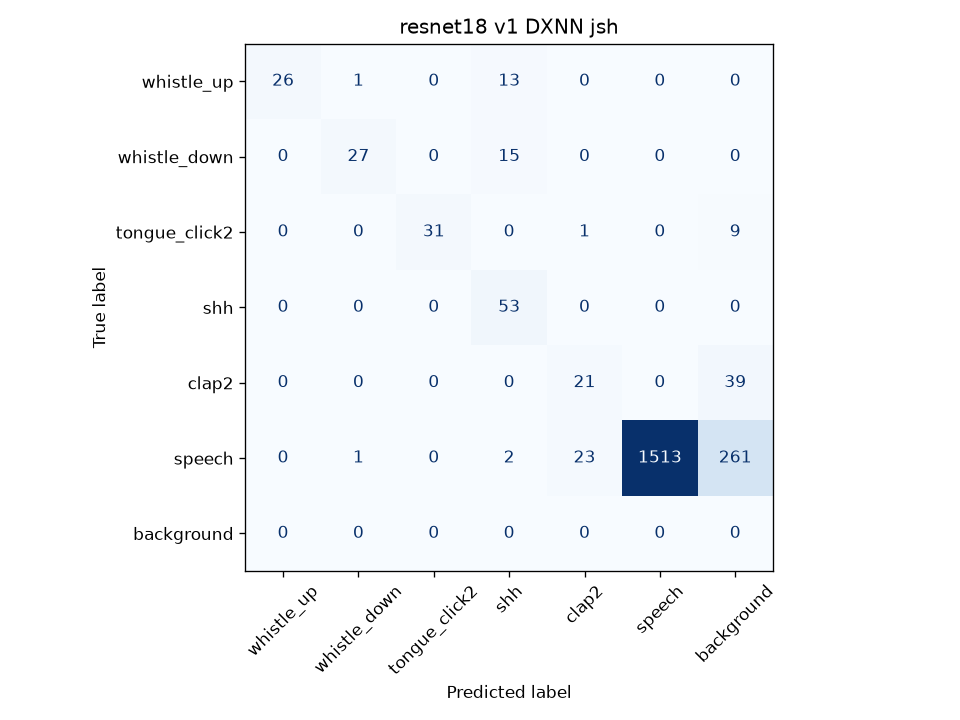 resnet18 v1 DXNN jsh
whistle_up 26 1 0 13 0 0 0
whistle_down 0 27 0 15 0 0 0
tongue_click2 0 0 31 0 1 0 9
shh 0 0 0 53 0 0 0
clap2 0 0 0 0 21 0 39
speech 0 1 0 2 23 1513 261
background 0 0 0 0 0 0 0
True label
whistle_up whistle_down tongue_click2 shh clap2 speech background
Predicted label